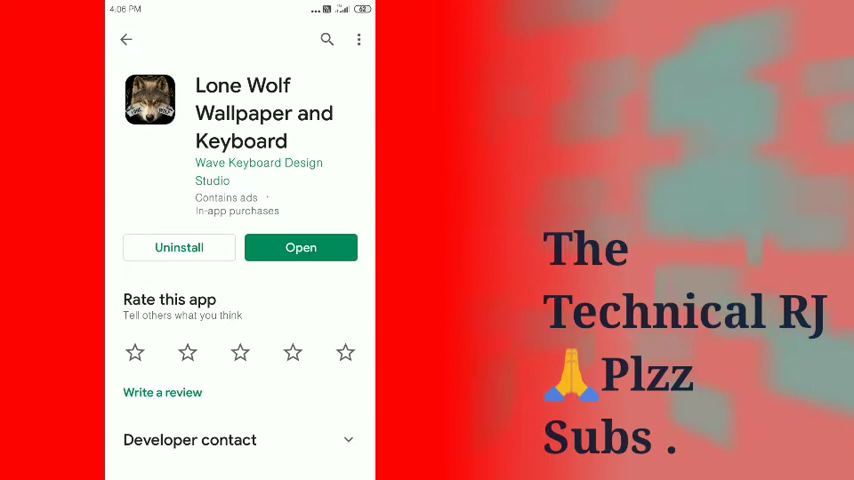 4:06 PM
62
Lone Wolf
Wallpaper and
Keyboard
Wave Keyboard Design
Studio
Contains ads ·
In-app purchases
Uninstall
Open
Rate this app
Tell others what you think
Write a review
Developer contact
The
Technical RJ
🙏Plzz
Subs .